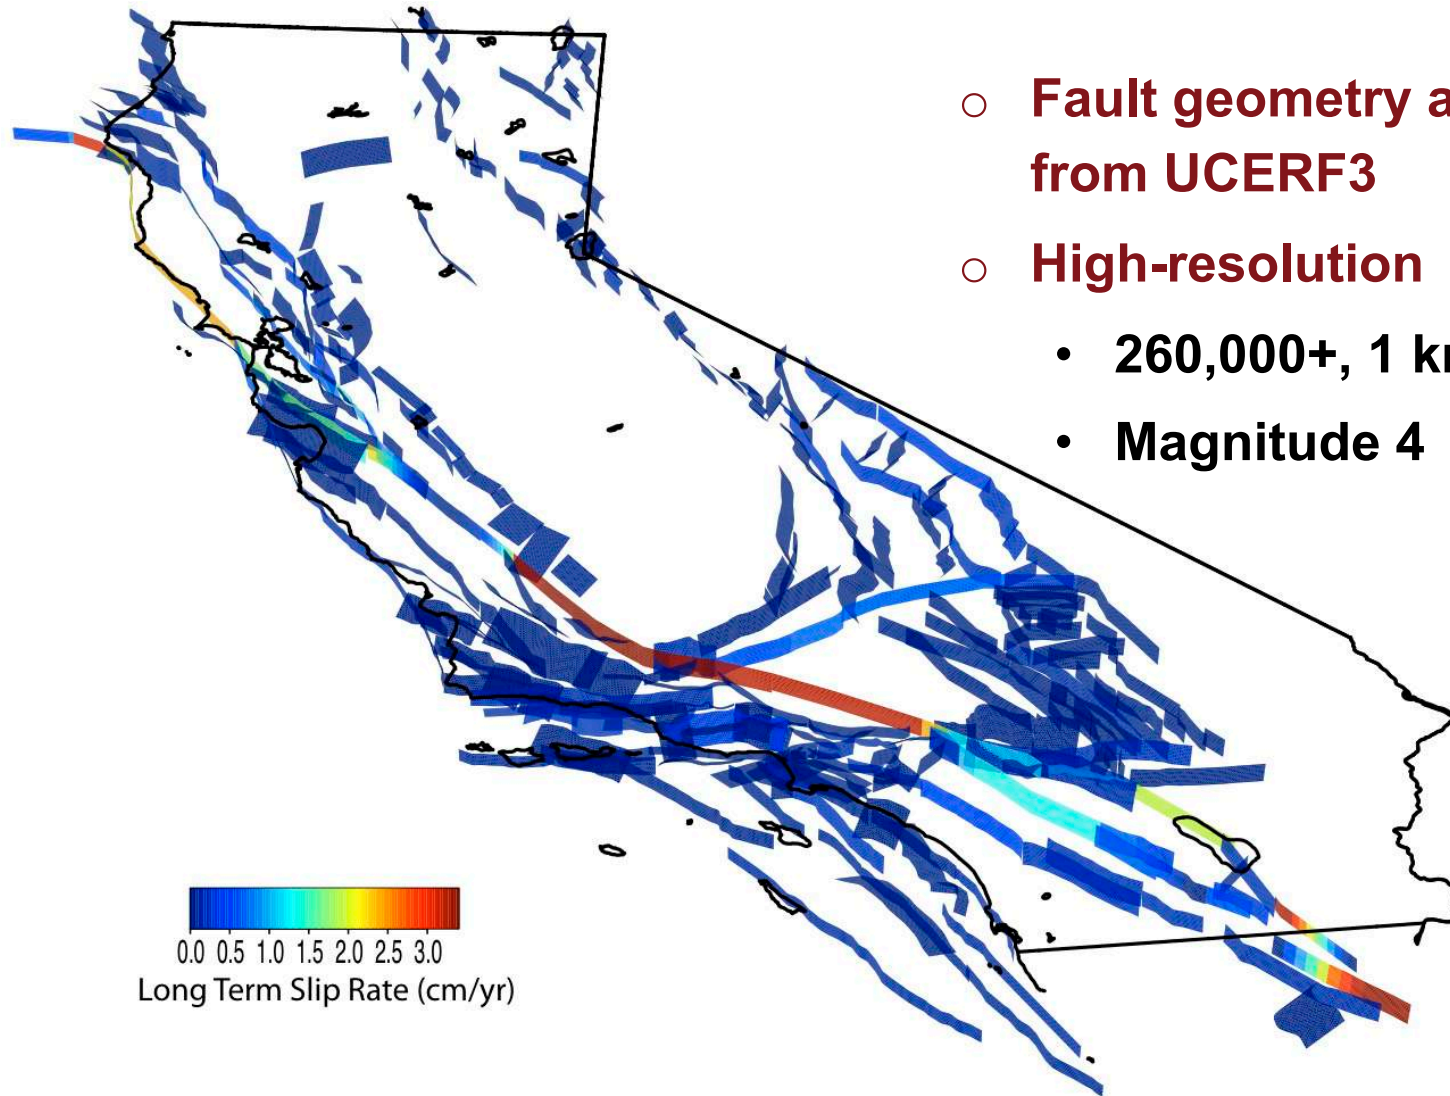 ○ Fault geometry a
from UCERF3
○ High-resolution
• 260,000+, 1 k
• Magnitude 4
0.0 0.5 1.0 1.5 2.0 2.5 3.0
Long Term Slip Rate (cm/yr)